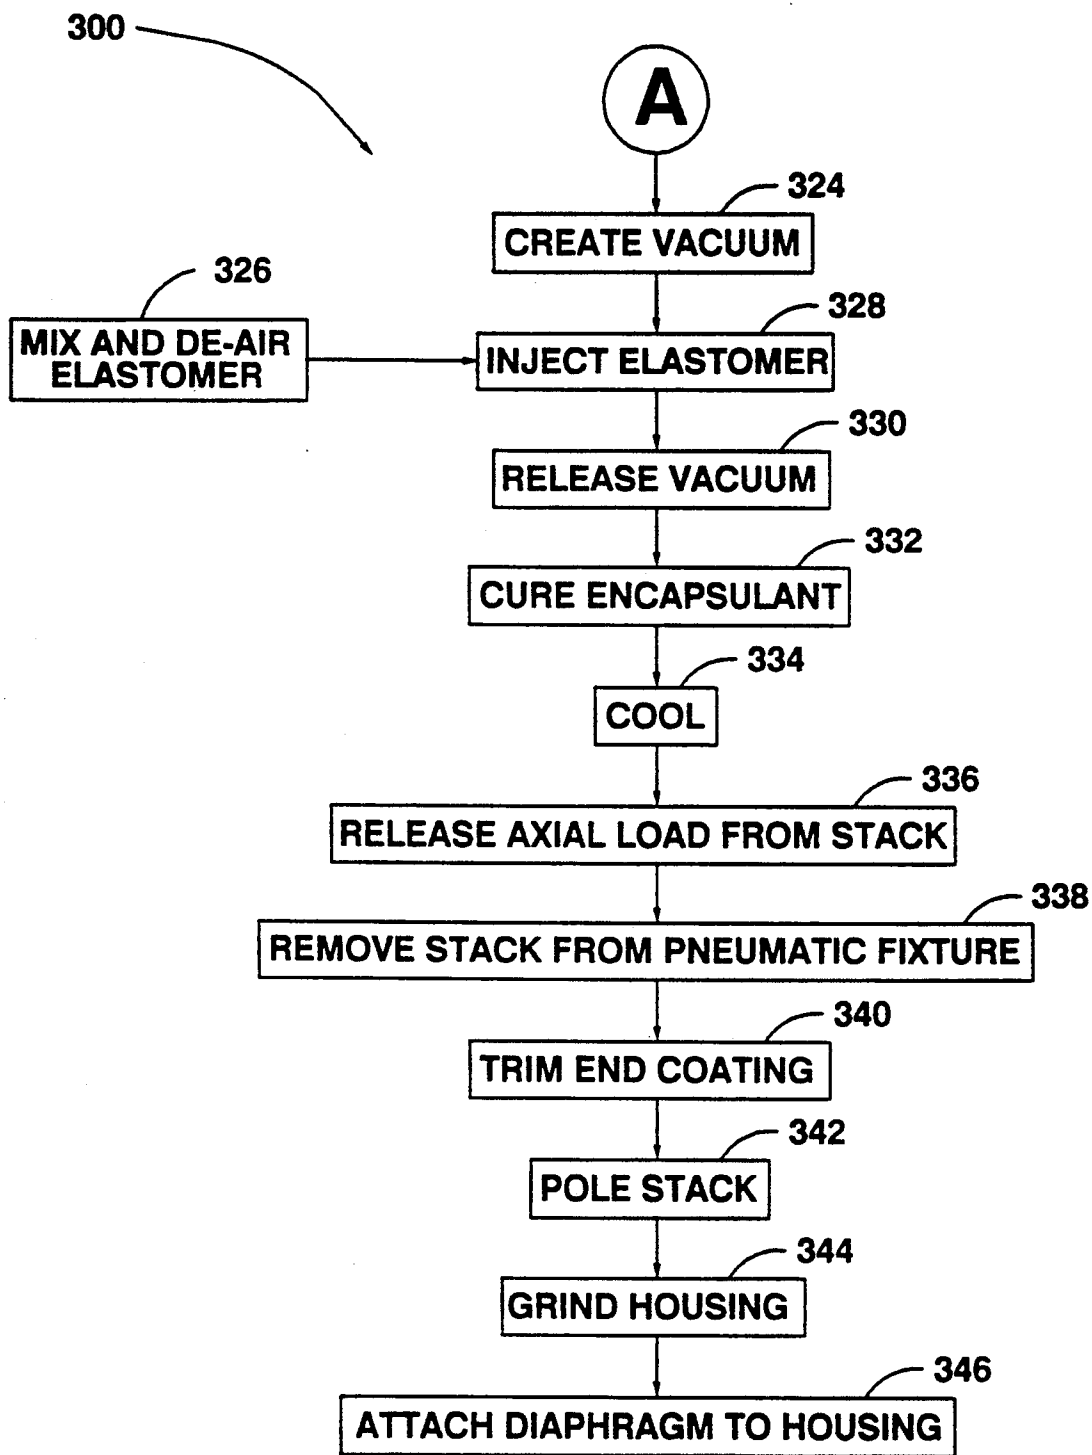 300
A
324
CREATE VACUUM
326
MIX AND DE-AIR
ELASTOMER
328
INJECT ELASTOMER
330
RELEASE VACUUM
332
CURE ENCAPSULANT
334
COOL
336
RELEASE AXIAL LOAD FROM STACK
338
REMOVE STACK FROM PNEUMATIC FIXTURE
340
TRIM END COATING
342
POLE STACK
344
GRIND HOUSING
346
ATTACH DIAPHRAGM TO HOUSING